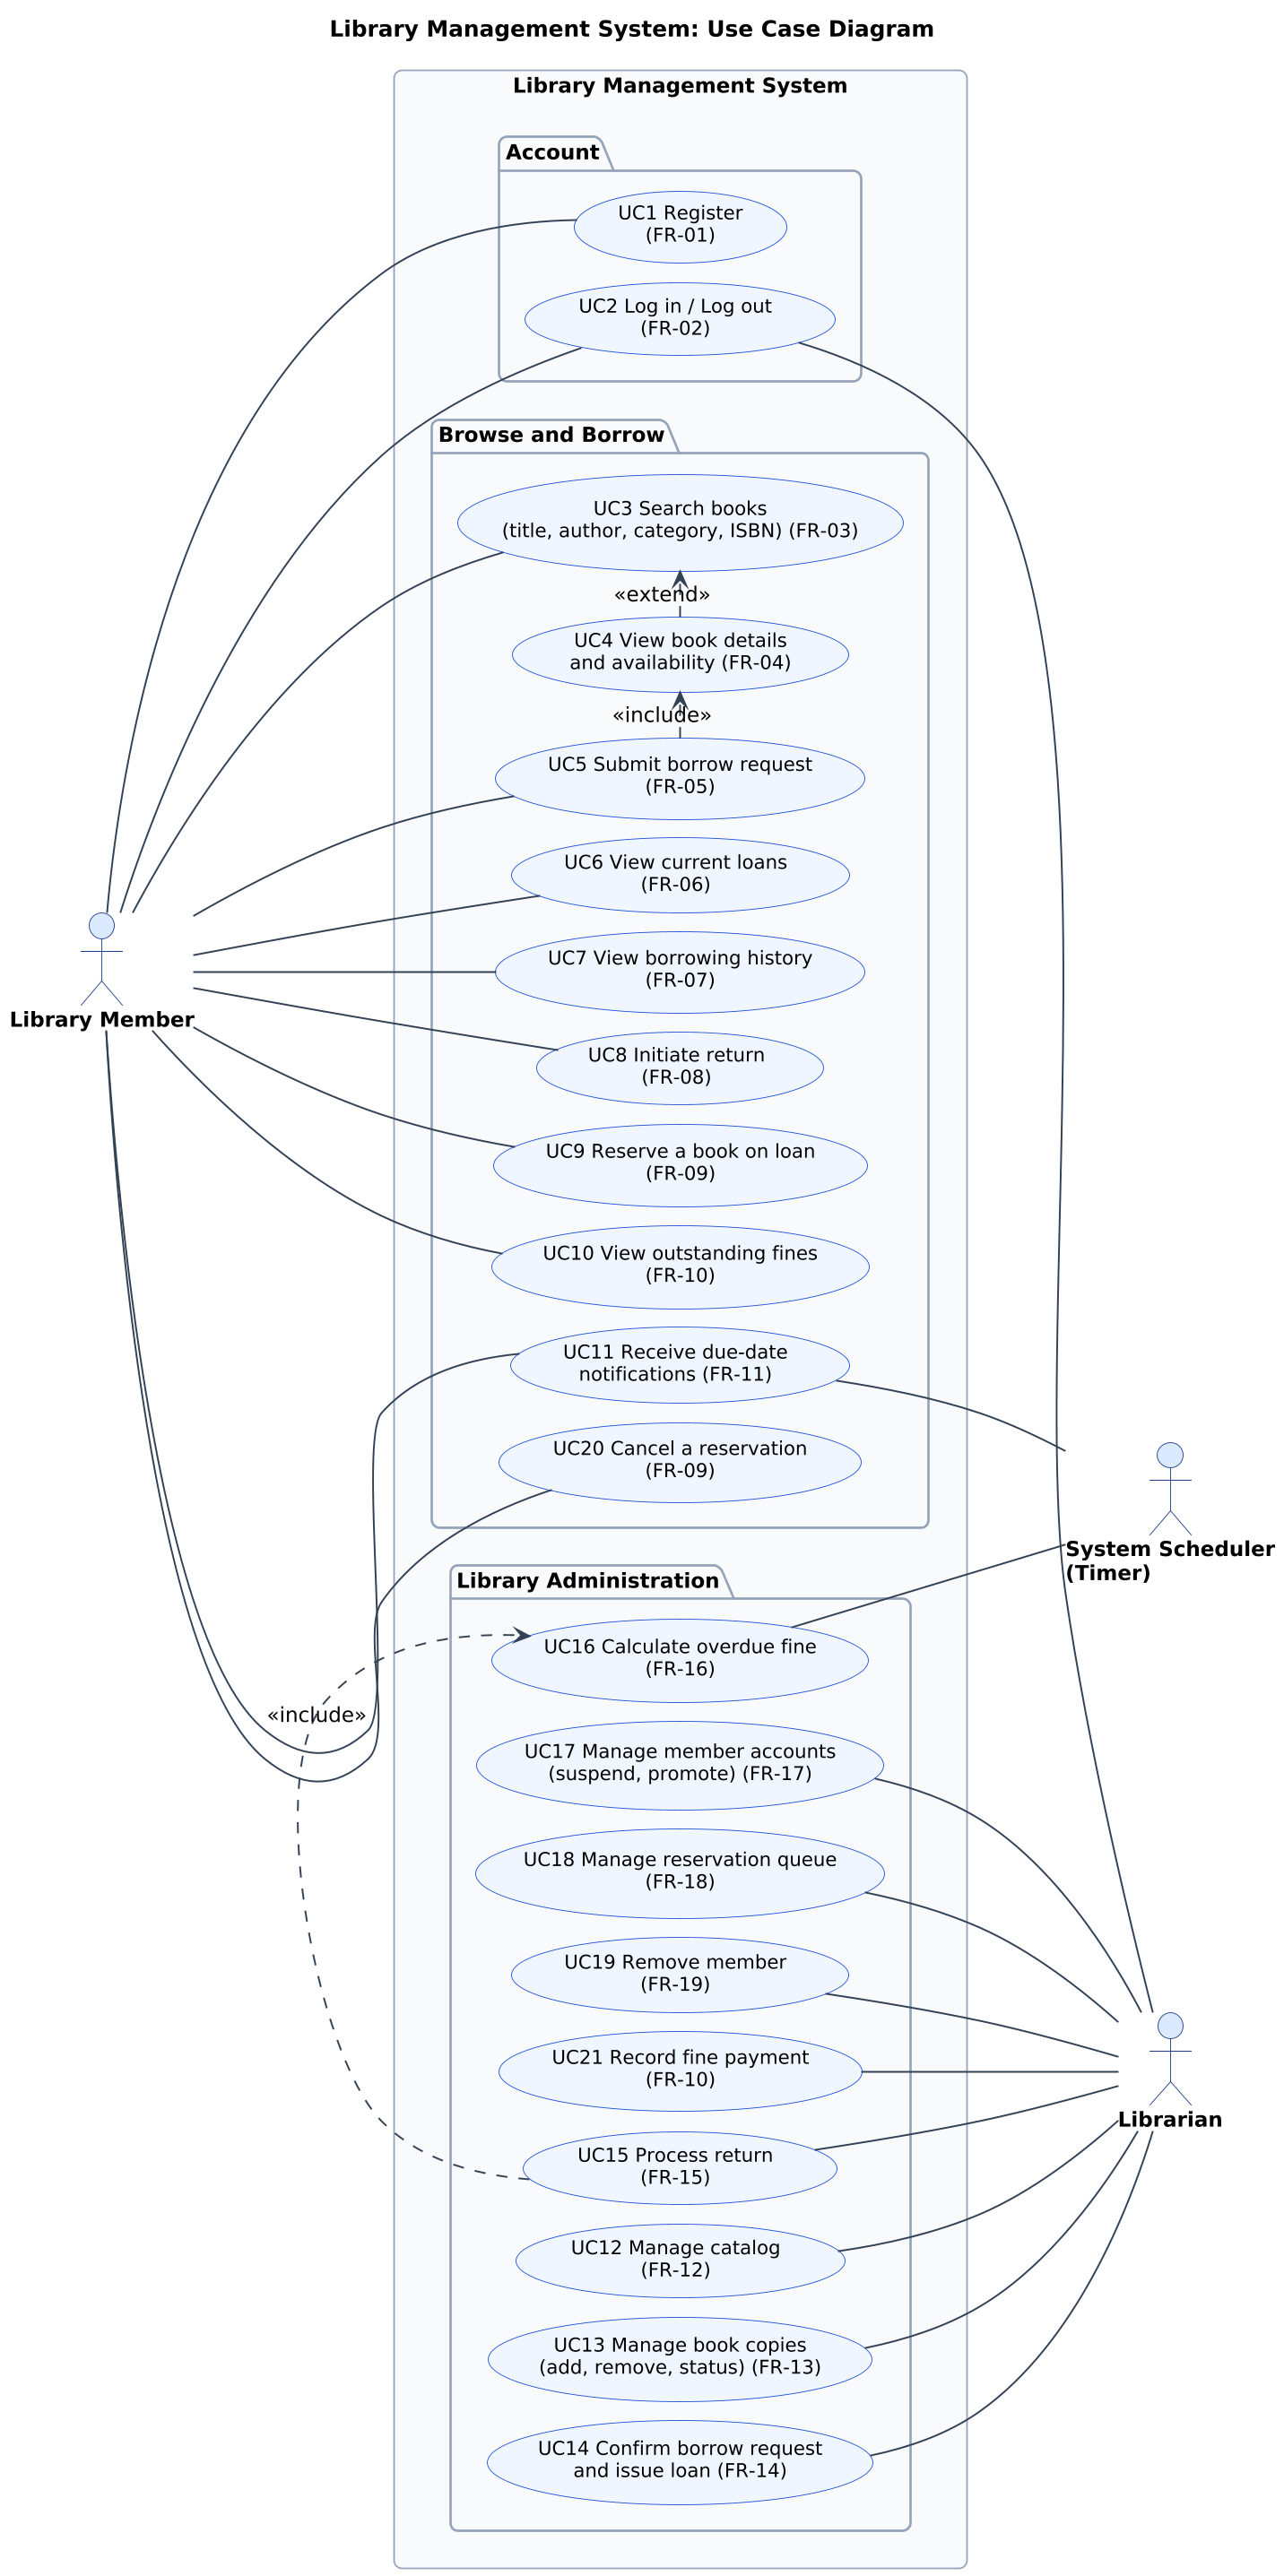 Library Management System: Use Case Diagram
Library Management System
Account
UC1 Register
(FR-01)
UC2 Log in / Log out
(FR-02)
Browse and Borrow
UC3 Search books
(title, author, category, ISBN) (FR-03)
«extend»
UC4 View book details
and availability (FR-04)
«include»
UC5 Submit borrow request
(FR-05)
UC6 View current loans
(FR-06)
UC7 View borrowing history
(FR-07)
Library Member
UC8 Initiate return
(FR-08)
UC9 Reserve a book on loan
(FR-09)
UC10 View outstanding fines
(FR-10)
UC11 Receive due-date
notifications (FR-11)
UC20 Cancel a reservation
(FR-09)
System Scheduler
(Timer)
Library Administration
UC16 Calculate overdue fine
(FR-16)
«include»
UC17 Manage member accounts
(suspend, promote) (FR-17)
UC18 Manage reservation queue
(FR-18)
UC19 Remove member
(FR-19)
UC21 Record fine payment
(FR-10)
Librarian
UC15 Process return
(FR-15)
UC12 Manage catalog
(FR-12)
UC13 Manage book copies
(add, remove, status) (FR-13)
UC14 Confirm borrow request
and issue loan (FR-14)